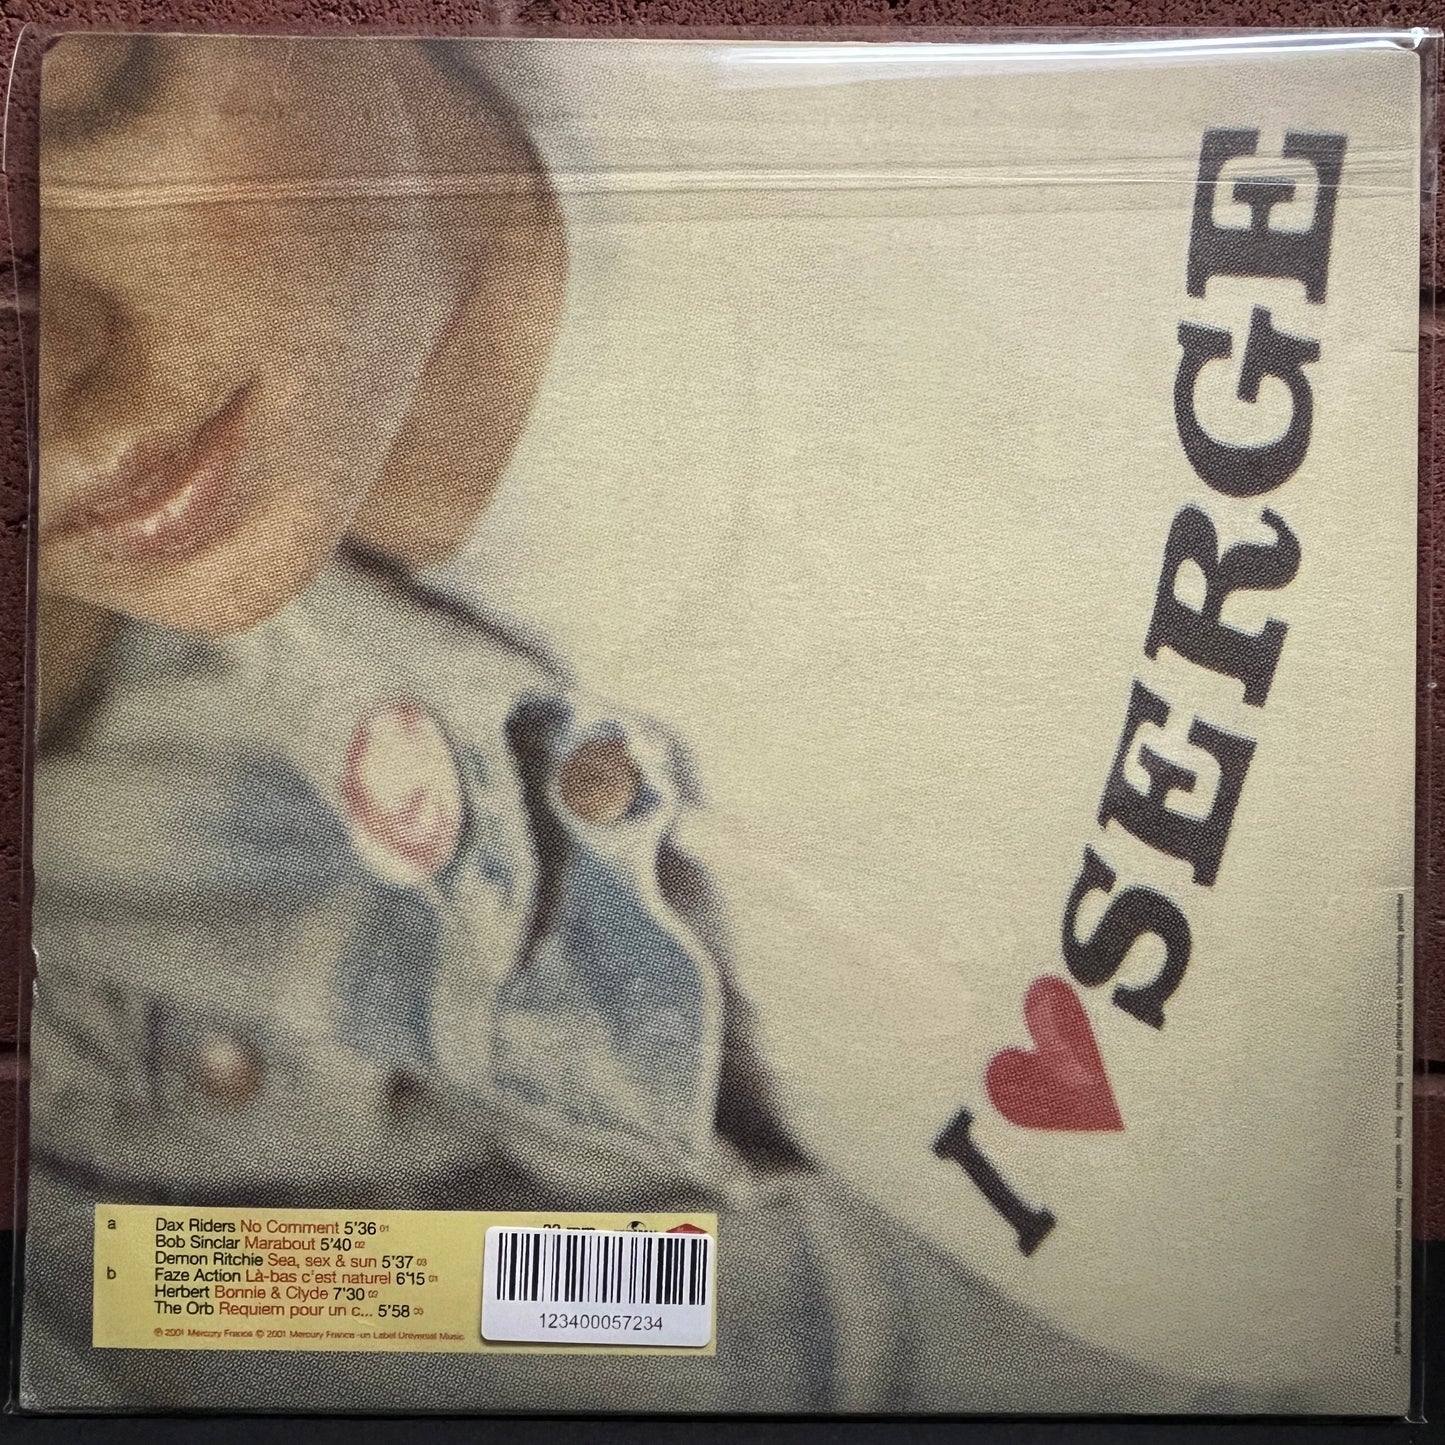 I ♥ SERGE
a Dax Riders No Comment 5'36 01
Bob Sinclar Marabout 5'40 02
Demon Ritchie Sea, sex & sun 5'37 03
b Faze Action Là-bas c'est naturel 6'15 01
Herbert Bonnie & Clyde 7'30 02
The Orb Requiem pour un c... 5'58 03
℗ 2001 Mercury France © 2001 Mercury France - un Label Universal Music
123400057234